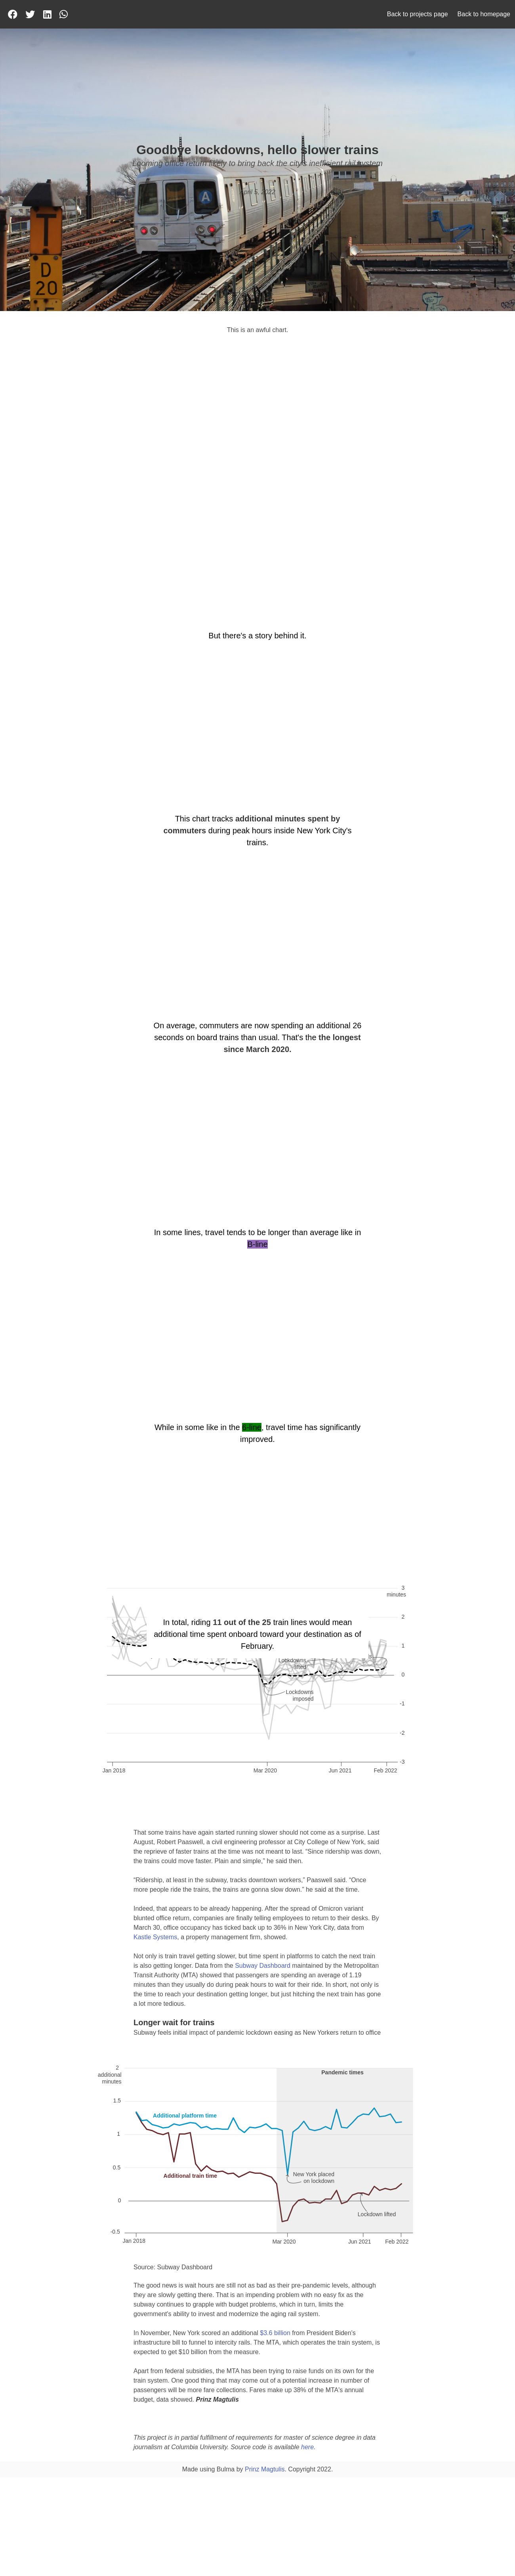 Back to projects page Back to homepage
Goodbye lockdowns, hello slower trains
Looming office return likely to bring back the city's inefficient rail system
A
T
D
20
This is an awful chart.
But there's a story behind it.
This chart tracks additional minutes spent by
commuters during peak hours inside New York City's
trains.
On average, commuters are now spending an additional 26
seconds on board trains than usual. That's the the longest
since March 2020.
In some lines, travel tends to be longer than average like in
B-line
While in some like in the 6-line, travel time has significantly
improved.
3
minutes
2
1
0
-1
-2
-3
In total, riding 11 out of the 25 train lines would mean
additional time spent onboard toward your destination as of
February.
Lockdowns
Lockdowns
imposed
Jan 2018
Mar 2020
Jun 2021
Feb 2022
That some trains have again started running slower should not come as a surprise. Last
August, Robert Paaswell, a civil engineering professor at City College of New York, said
the reprieve of faster trains at the time was not meant to last. “Since ridership was down,
the trains could move faster. Plain and simple,” he said then.
“Ridership, at least in the subway, tracks downtown workers,” Paaswell said. “Once
more people ride the trains, the trains are gonna slow down,” he said at the time.
Indeed, that appears to be already happening. After the spread of Omicron variant
blunted office return, companies are finally telling employees to return to their desks. By
March 30, office occupancy has ticked back up to 36% in New York City, data from
Kastle Systems, a property management firm, showed.
Not only is train travel getting slower, but time spent in platforms to catch the next train
is also getting longer. Data from the Subway Dashboard maintained by the Metropolitan
Transit Authority (MTA) showed that passengers are spending an average of 1.19
minutes than they usually do during peak hours to wait for their ride. In short, not only is
the time to reach your destination getting longer, but just hitching the next train has gone
a lot more tedious.
Longer wait for trains
Subway feels initial impact of pandemic lockdown easing as New Yorkers return to office
2
additional
minutes
1.5
1
0.5
0
-0.5
Pandemic times
Additional platform time
Additional train time
New York placed
on lockdown
Lockdown lifted
Jan 2018
Mar 2020
Jun 2021
Feb 2022
Source: Subway Dashboard
The good news is wait hours are still not as bad as their pre-pandemic levels, although
they are slowly getting there. That is an impending problem with no easy fix as the
subway continues to grapple with budget problems, which in turn, limits the
government's ability to invest and modernize the aging rail system.
In November, New York scored an additional $3.6 billion from President Biden's
infrastructure bill to funnel to intercity rails. The MTA, which operates the train system, is
expected to get $10 billion from the measure.
Apart from federal subsidies, the MTA has been trying to raise funds on its own for the
train system. One good thing that may come out of a potential increase in number of
passengers will be more fare collections. Fares make up 38% of the MTA's annual
budget, data showed. Prinz Magtulis
This project is in partial fulfillment of requirements for master of science degree in data
journalism at Columbia University. Source code is available here.
Made using Bulma by Prinz Magtulis. Copyright 2022.